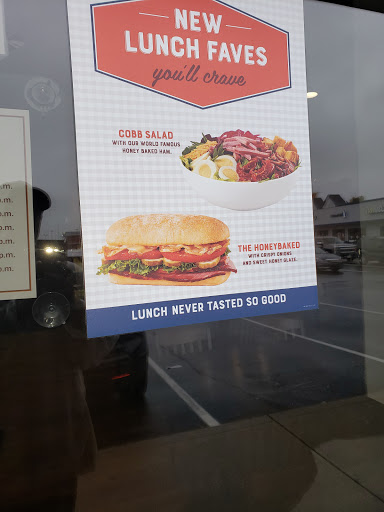 NEW
LUNCH FAVES
you'll crave
COBB SALAD
WITH OUR WORLD FAMOUS
HONEY BAKED HAM.
THE HONEYBAKED
WITH CRISPY ONIONS
AND SWEET HONEY GLAZE.
LUNCH NEVER TASTED SO GOOD
p.m.
p.m.
p.m.
p.m.
p.m.
p.m.
p.m.